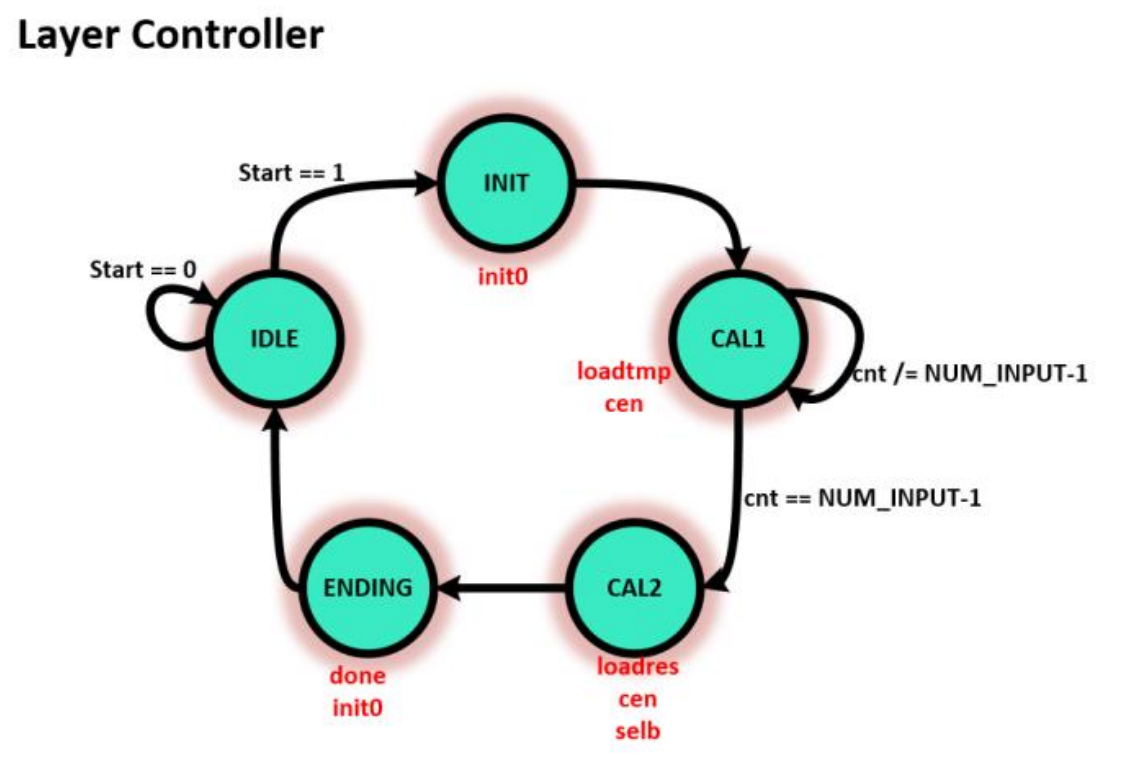 Layer Controller
Start == 1
INIT
init0
Start == 0
IDLE
CAL1
loadtmp
cen
cnt /= NUM_INPUT-1
cnt == NUM_INPUT-1
ENDING
CAL2
done
init0
loadres
cen
selb